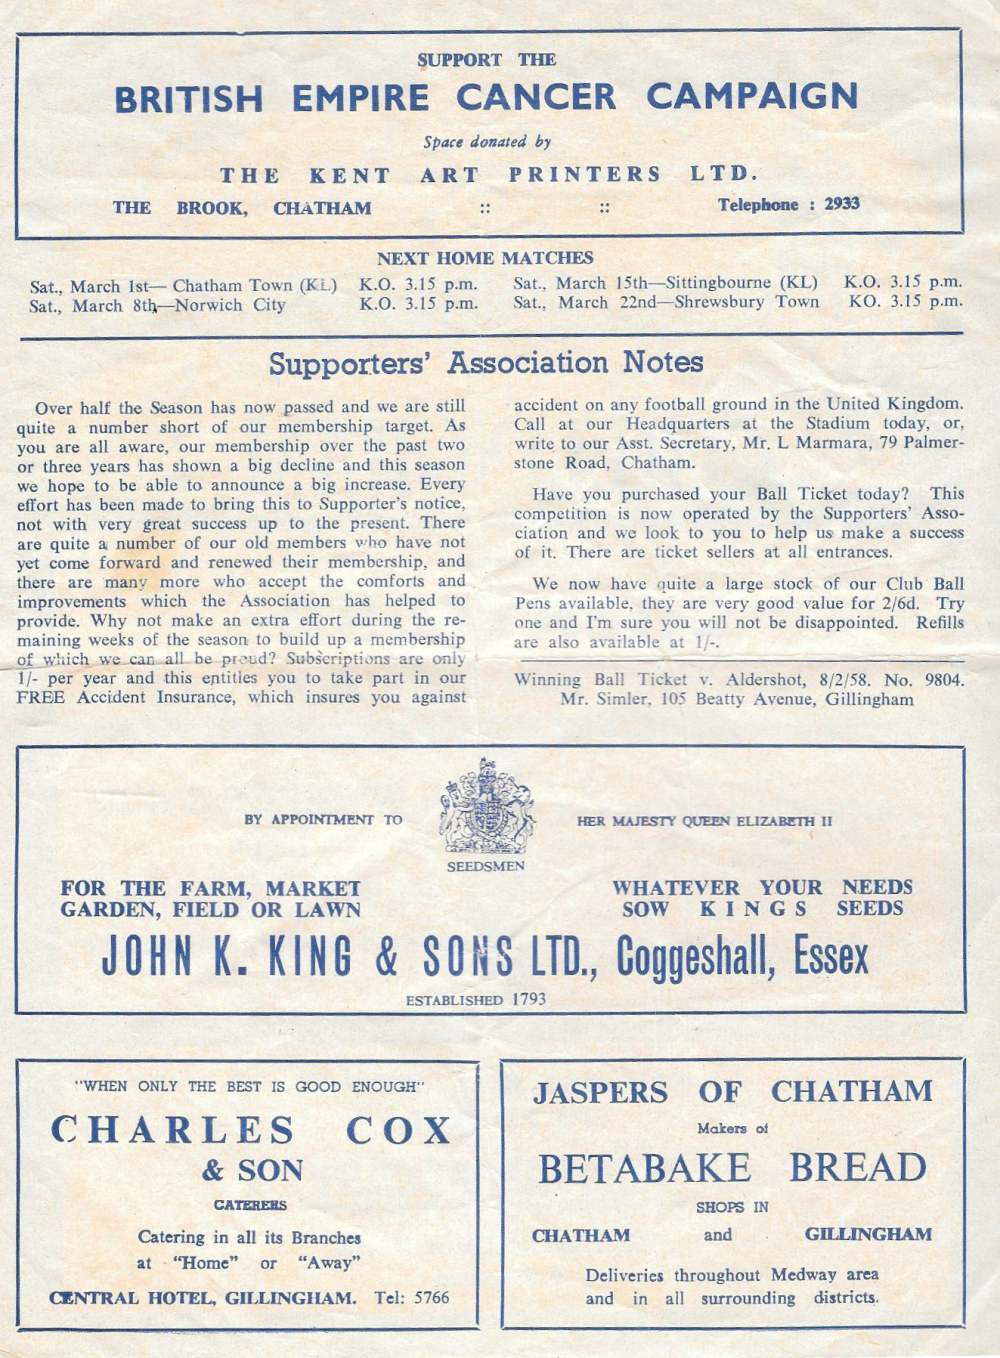 SUPPORT THE
BRITISH EMPIRE CANCER CAMPAIGN
Space donated by
THE KENT ART PRINTERS LTD.
THE BROOK, CHATHAM :: :: Telephone : 2933
NEXT HOME MATCHES
Sat., March 1st— Chatham Town (KL) K.O. 3.15 p.m.
Sat., March 8th—Norwich City K.O. 3.15 p.m.
Sat., March 15th—Sittingbourne (KL) K.O. 3.15 p.m.
Sat., March 22nd—Shrewsbury Town KO. 3.15 p.m.
Supporters' Association Notes
Over half the Season has now passed and we are still
quite a number short of our membership target. As
you are all aware, our membership over the past two
or three years has shown a big decline and this season
we hope to be able to announce a big increase. Every
effort has been made to bring this to Supporter's notice,
not with very great success up to the present. There
are quite a number of our old members who have not
yet come forward and renewed their membership, and
there are many more who accept the comforts and
improvements which the Association has helped to
provide. Why not make an extra effort during the re-
maining weeks of the season to build up a membership
of which we can all be proud? Subscriptions are only
1/- per year and this entitles you to take part in our
FREE Accident Insurance, which insures you against
accident on any football ground in the United Kingdom.
Call at our Headquarters at the Stadium today, or,
write to our Asst. Secretary, Mr. L Marmara, 79 Palmer-
stone Road, Chatham.
Have you purchased your Ball Ticket today? This
competition is now operated by the Supporters' Asso-
ciation and we look to you to help us make a success
of it. There are ticket sellers at all entrances.
We now have quite a large stock of our Club Ball
Pens available, they are very good value for 2/6d. Try
one and I'm sure you will not be disappointed. Refills
are also available at 1/-.
Winning Ball Ticket v. Aldershot, 8/2/58. No. 9804.
Mr. Simler, 105 Beatty Avenue, Gillingham
BY APPOINTMENT TO HER MAJESTY QUEEN ELIZABETH II
SEEDSMEN
FOR THE FARM, MARKET
GARDEN, FIELD OR LAWN
WHATEVER YOUR NEEDS
SOW KINGS SEEDS
JOHN K. KING & SONS LTD., Coggeshall, Essex
ESTABLISHED 1793
"WHEN ONLY THE BEST IS GOOD ENOUGH"
CHARLES COX
& SON
CATERERS
Catering in all its Branches
at "Home" or "Away"
CENTRAL HOTEL, GILLINGHAM. Tel: 5766
JASPERS OF CHATHAM
Makers of
BETABAKE BREAD
SHOPS IN
CHATHAM and GILLINGHAM
Deliveries throughout Medway area
and in all surrounding districts.